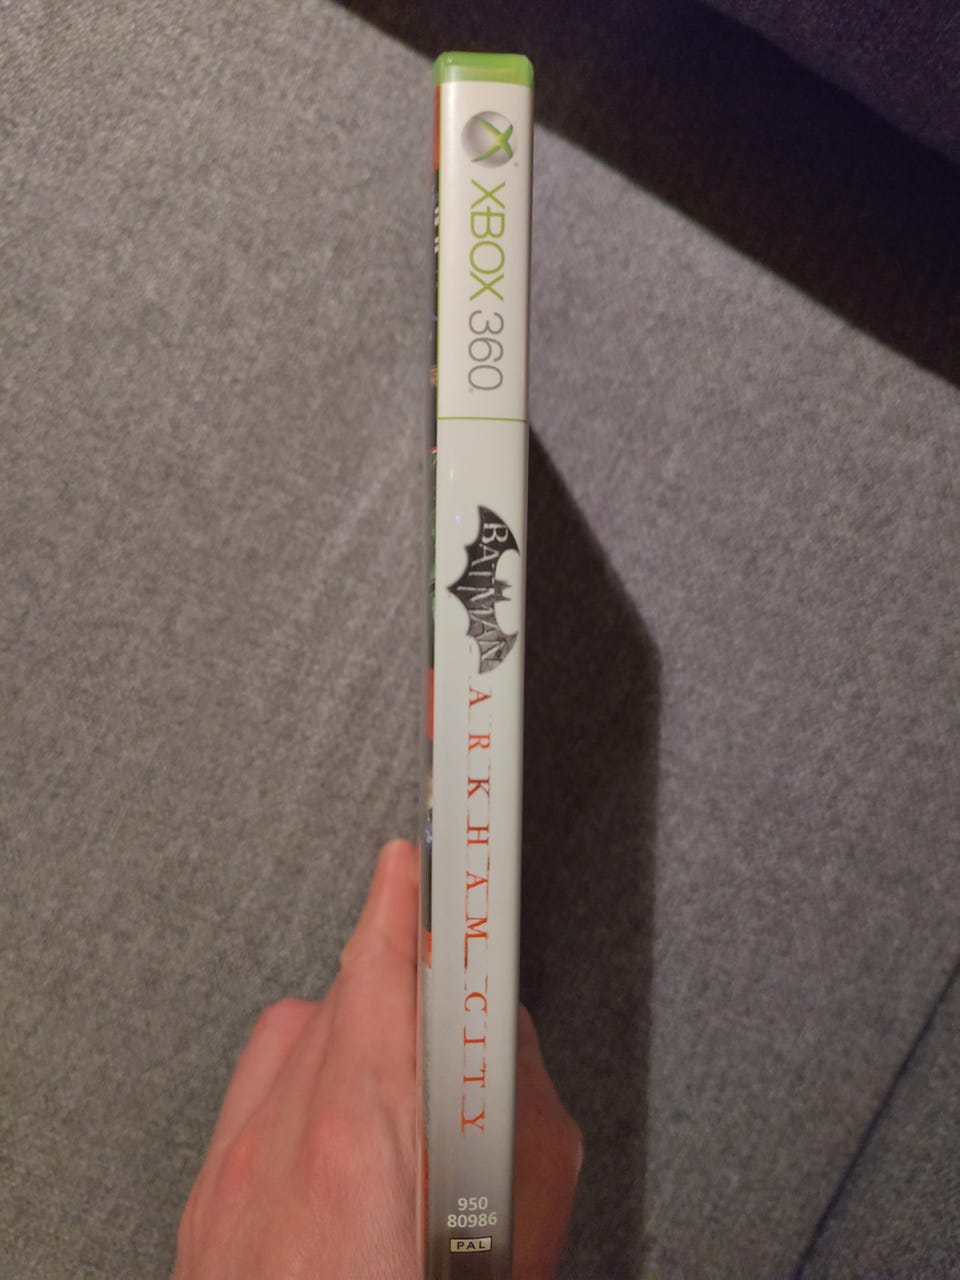 XBOX 360
BATMAN
ARKHAM CITY
950
80986
PAL